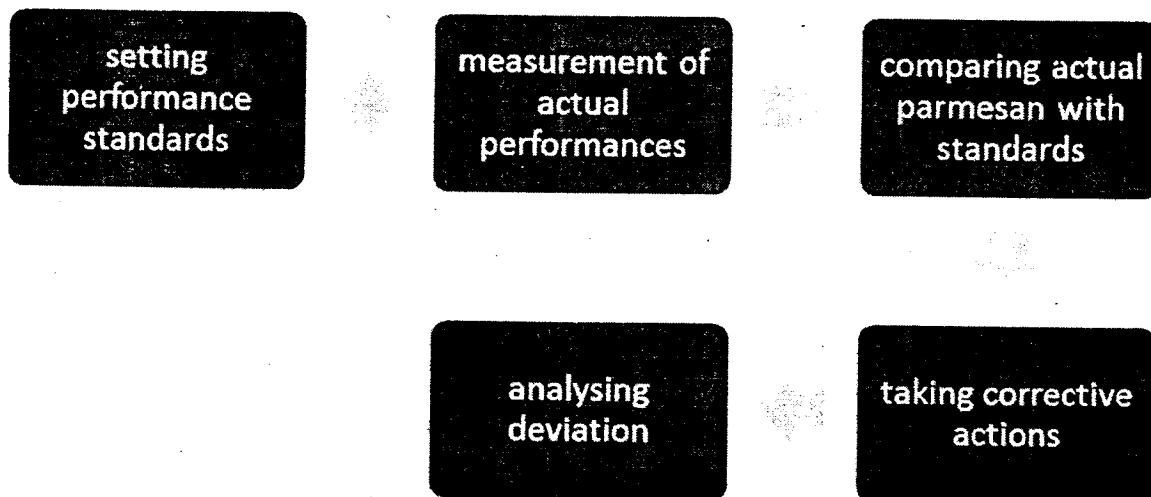 setting
performance
standards
measurement of
actual
performances
comparing actual
parmesan with
standards
taking corrective
actions
analysing
deviation